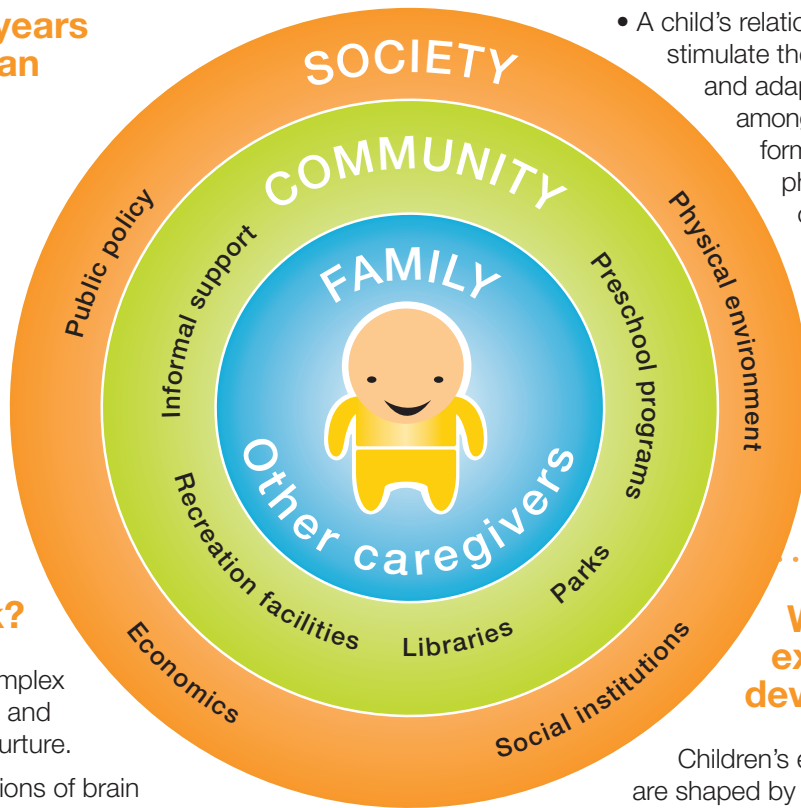 years
an
• A child's relatio
stimulate the
and adap
among
form
ph
SOCIETY
Public policy
Physical environment
Economics
Social institutions
COMMUNITY
Informal support
Preschool programs
Recreation facilities
Libraries
Parks
FAMILY
Other caregivers
?
mplex
and
urture.
ions of brain
W
ex
dev
Children's e
are shaped by